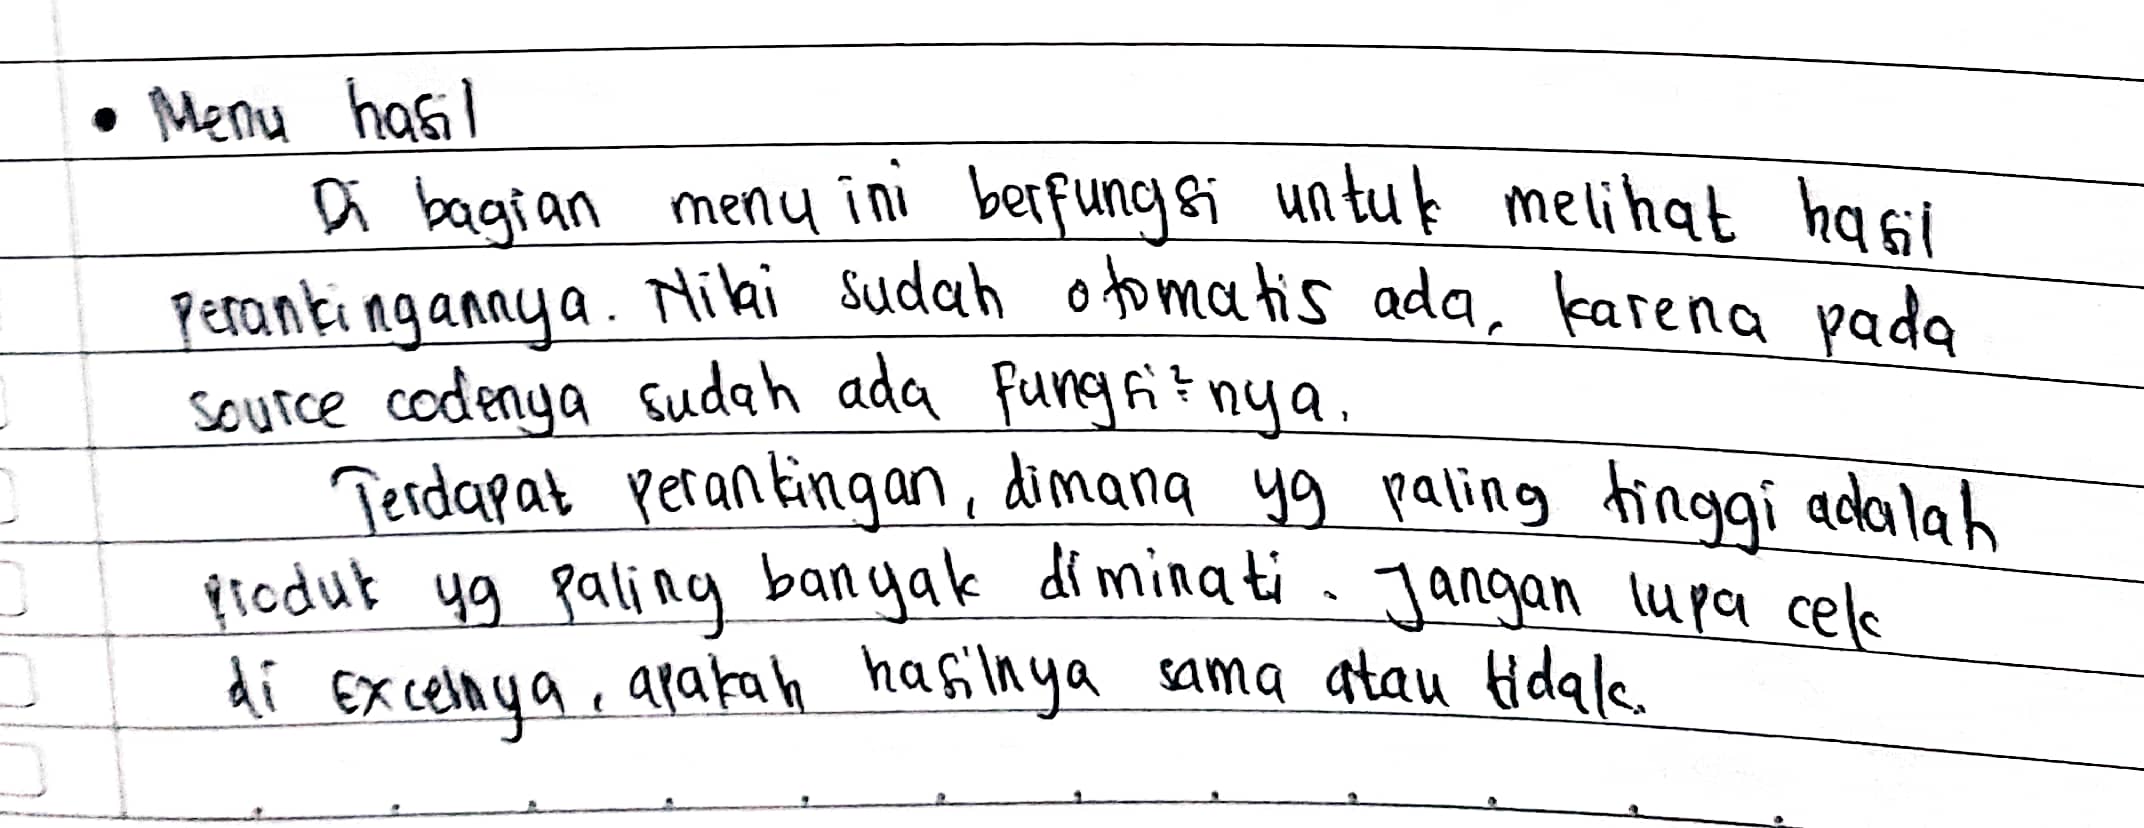 • Menu hasil
Di bagian menu ini berfungsi untuk melihat hasil
perankingannya. Nilai sudah otomatis ada, karena pada
source codenya sudah ada fungsi²nya.
Terdapat perankingan, dimana yg paling tinggi adalah
produk yg paling banyak diminati. Jangan lupa cek
di Excelnya, apakah hasilnya sama atau tidak.